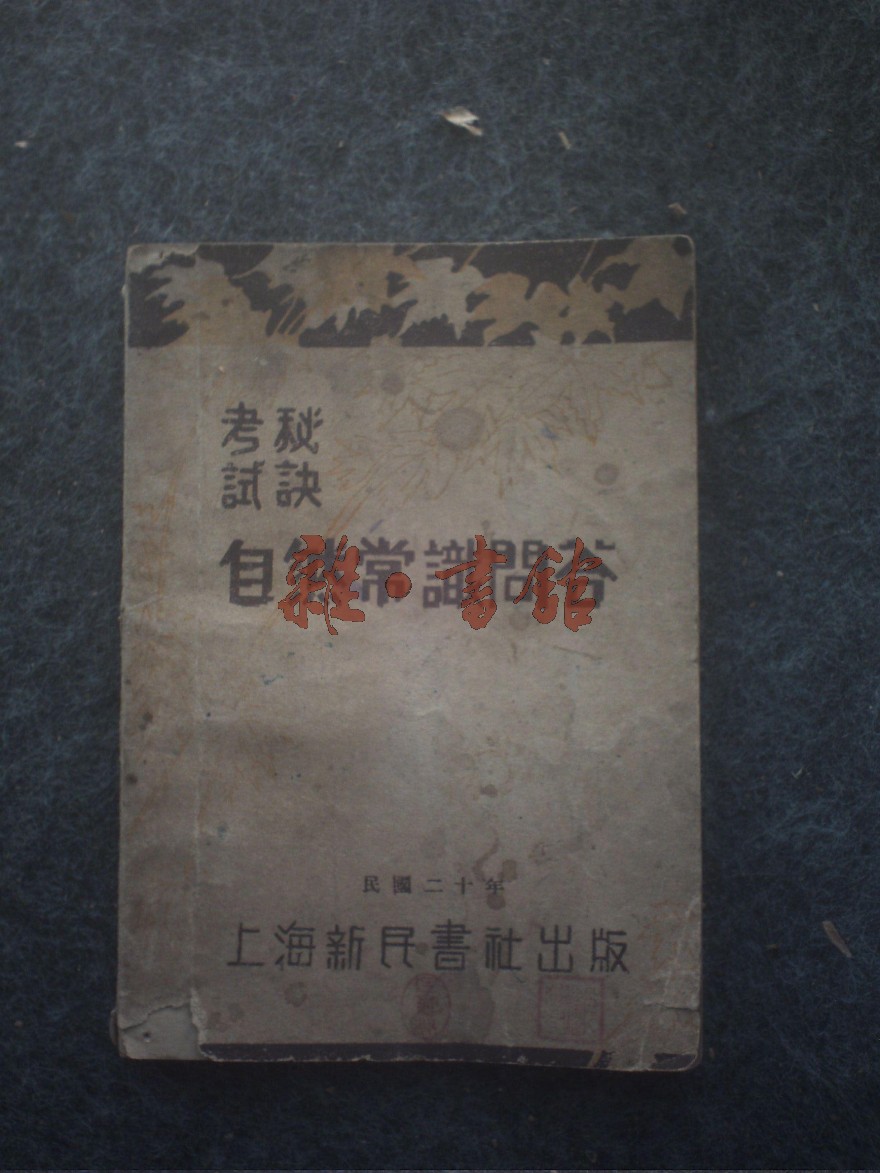 考試秘訣
自然常識問答
雜·書館
民國二十年
上海新民書社出版